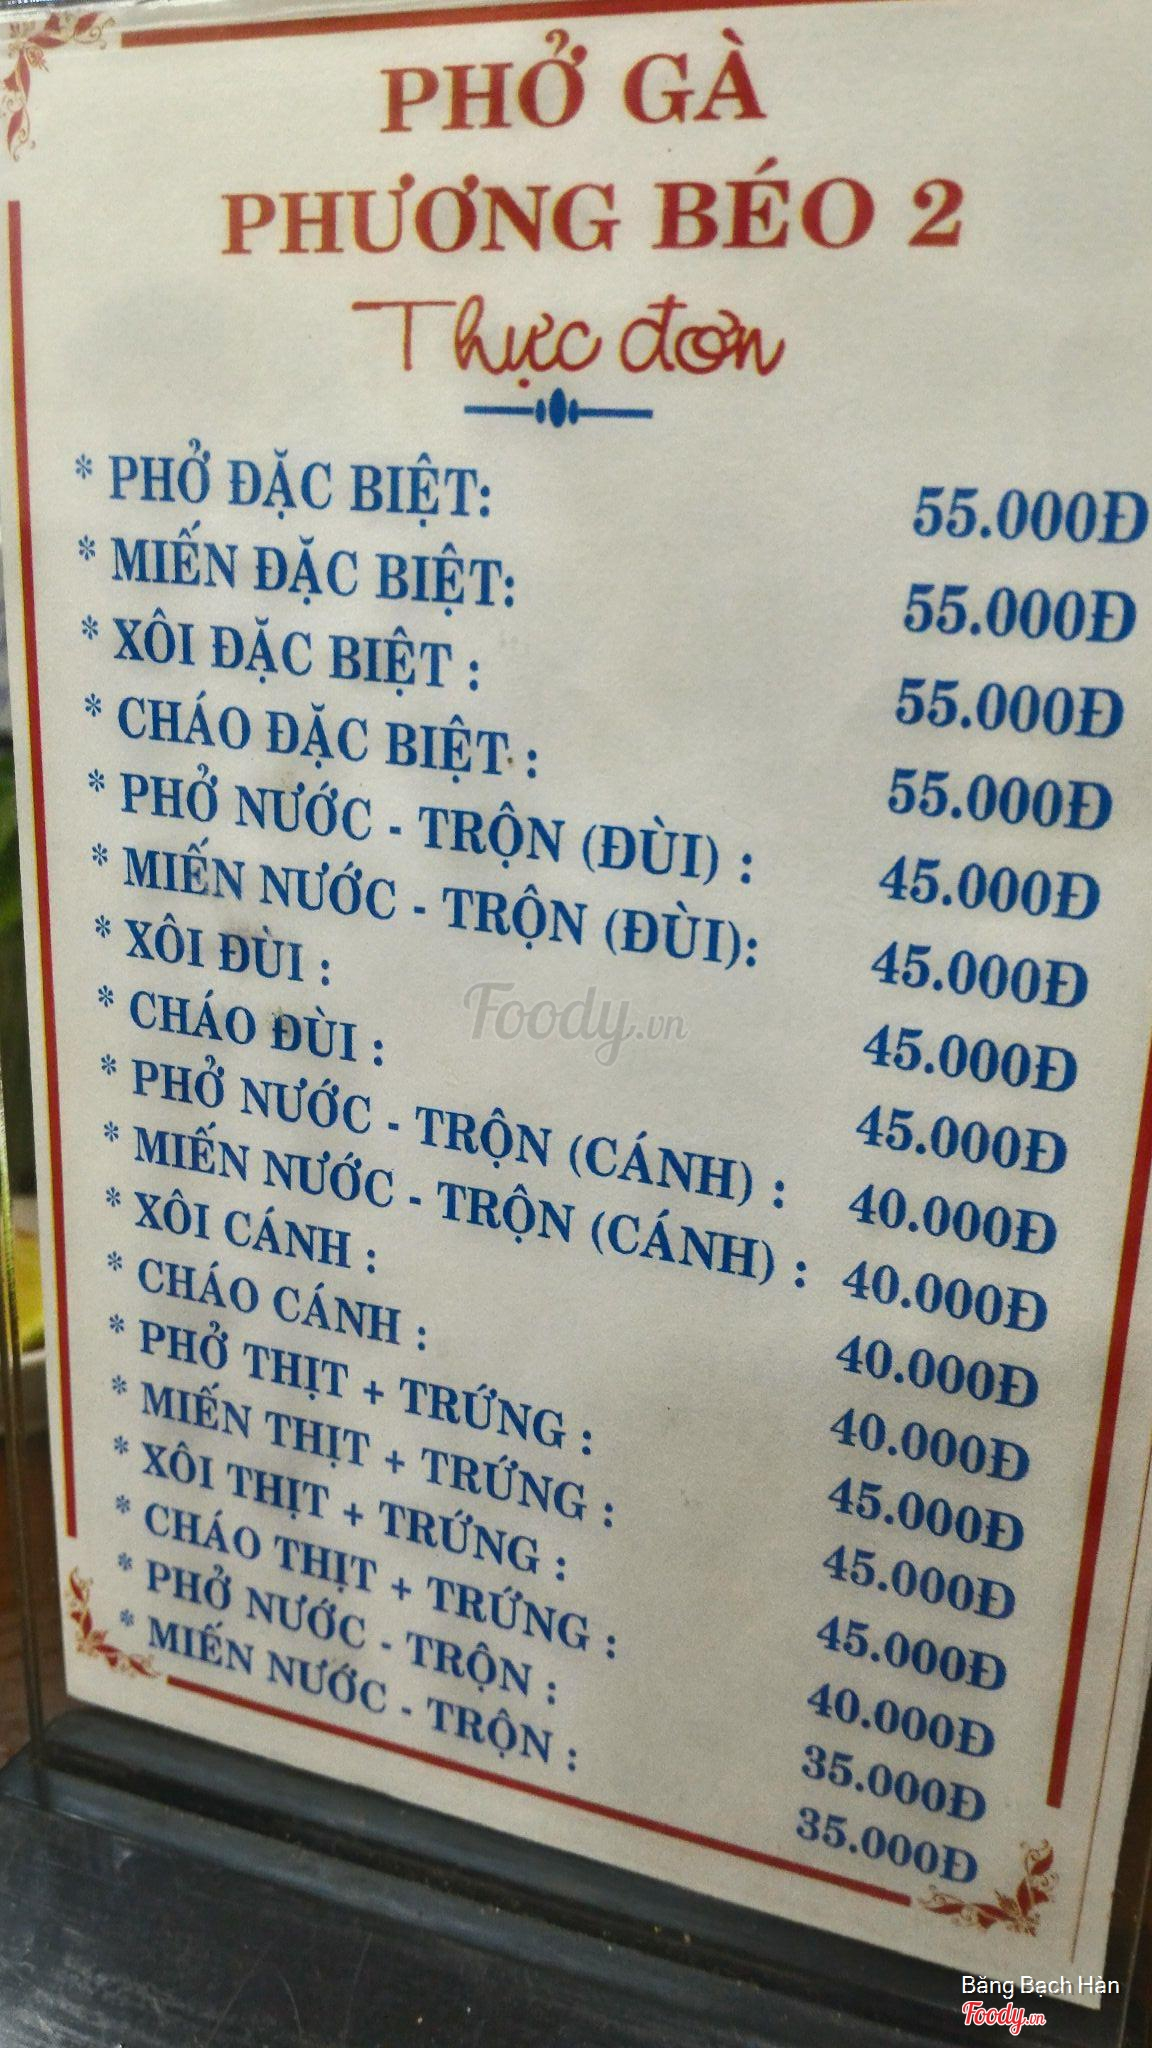 PHỞ GÀ
PHƯƠNG BÉO 2
Thực đơn
* PHỞ ĐẶC BIỆT: 55.000Đ
* MIẾN ĐẶC BIỆT: 55.000Đ
* XÔI ĐẶC BIỆT : 55.000Đ
* CHÁO ĐẶC BIỆT : 55.000Đ
* PHỞ NƯỚC - TRỘN (ĐÙI) : 45.000Đ
* MIẾN NƯỚC - TRỘN (ĐÙI): 45.000Đ
* XÔI ĐÙI : 45.000Đ
* CHÁO ĐÙI : 45.000Đ
* PHỞ NƯỚC - TRỘN (CÁNH) : 40.000Đ
* MIẾN NƯỚC - TRỘN (CÁNH) : 40.000Đ
* XÔI CÁNH : 40.000Đ
* CHÁO CÁNH : 40.000Đ
* PHỞ THỊT + TRỨNG : 45.000Đ
* MIẾN THỊT + TRỨNG : 45.000Đ
* XÔI THỊT + TRỨNG : 45.000Đ
* CHÁO THỊT + TRỨNG : 40.000Đ
* PHỞ NƯỚC - TRỘN : 35.000Đ
* MIẾN NƯỚC - TRỘN : 35.000Đ
Foody.vn
Băng Bạch Hàn
Foody.vn